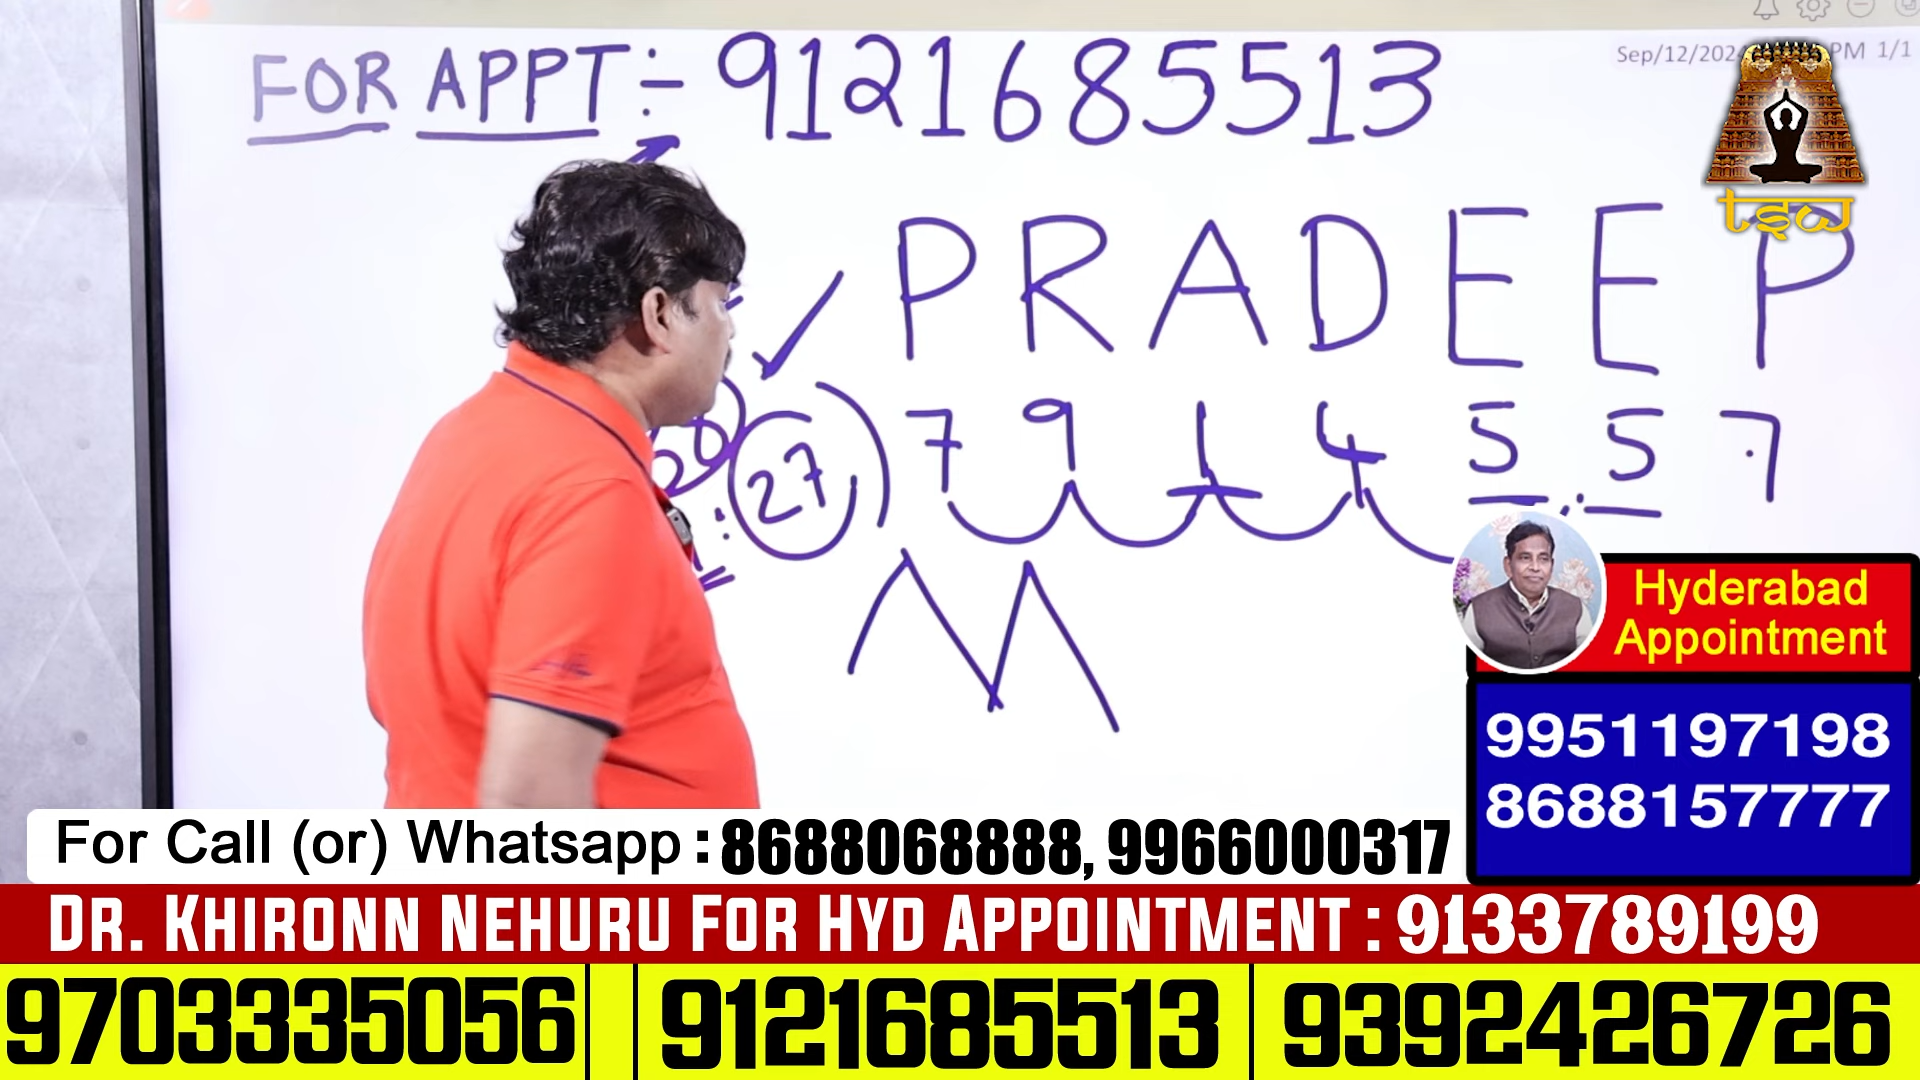 Sep/12/202 PM 1/1
FOR APPT :- 9121685513
tsw
PRADEEP
20 27 7 9 1 4 5 5 7
M
Hyderabad
Appointment
9951197198
8688157777
For Call (or) Whatsapp : 8688068888, 9966000317
DR. KHIRONN NEHURU FOR HYD APPOINTMENT : 9133789199
9703335056 9121685513 9392426726